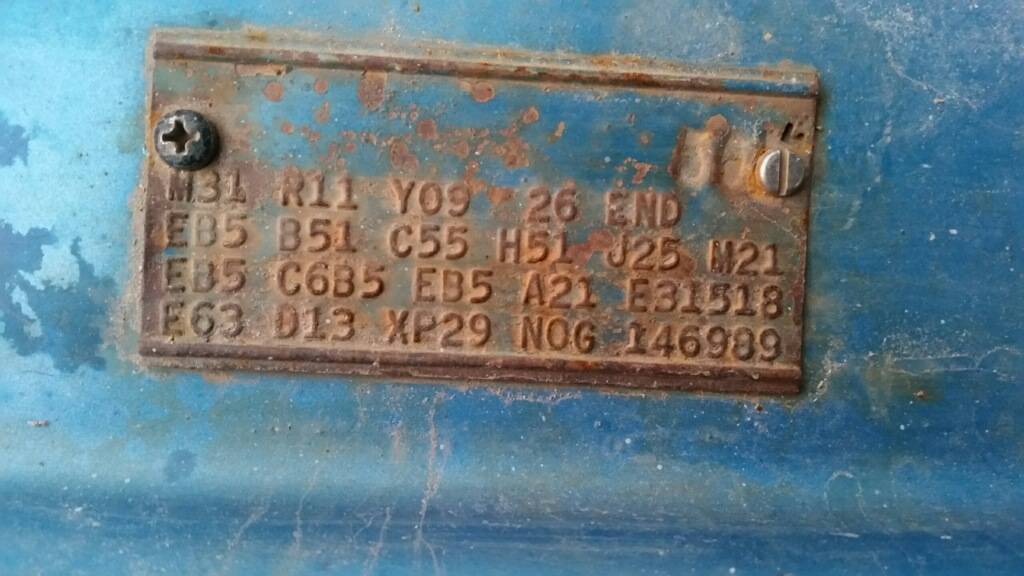 M31 R11 Y09 26 END
EB5 B51 C55 H51 J25 M21
EB5 C6B5 EB5 A21 E31518
E63 D13 XP29 N0G 146989